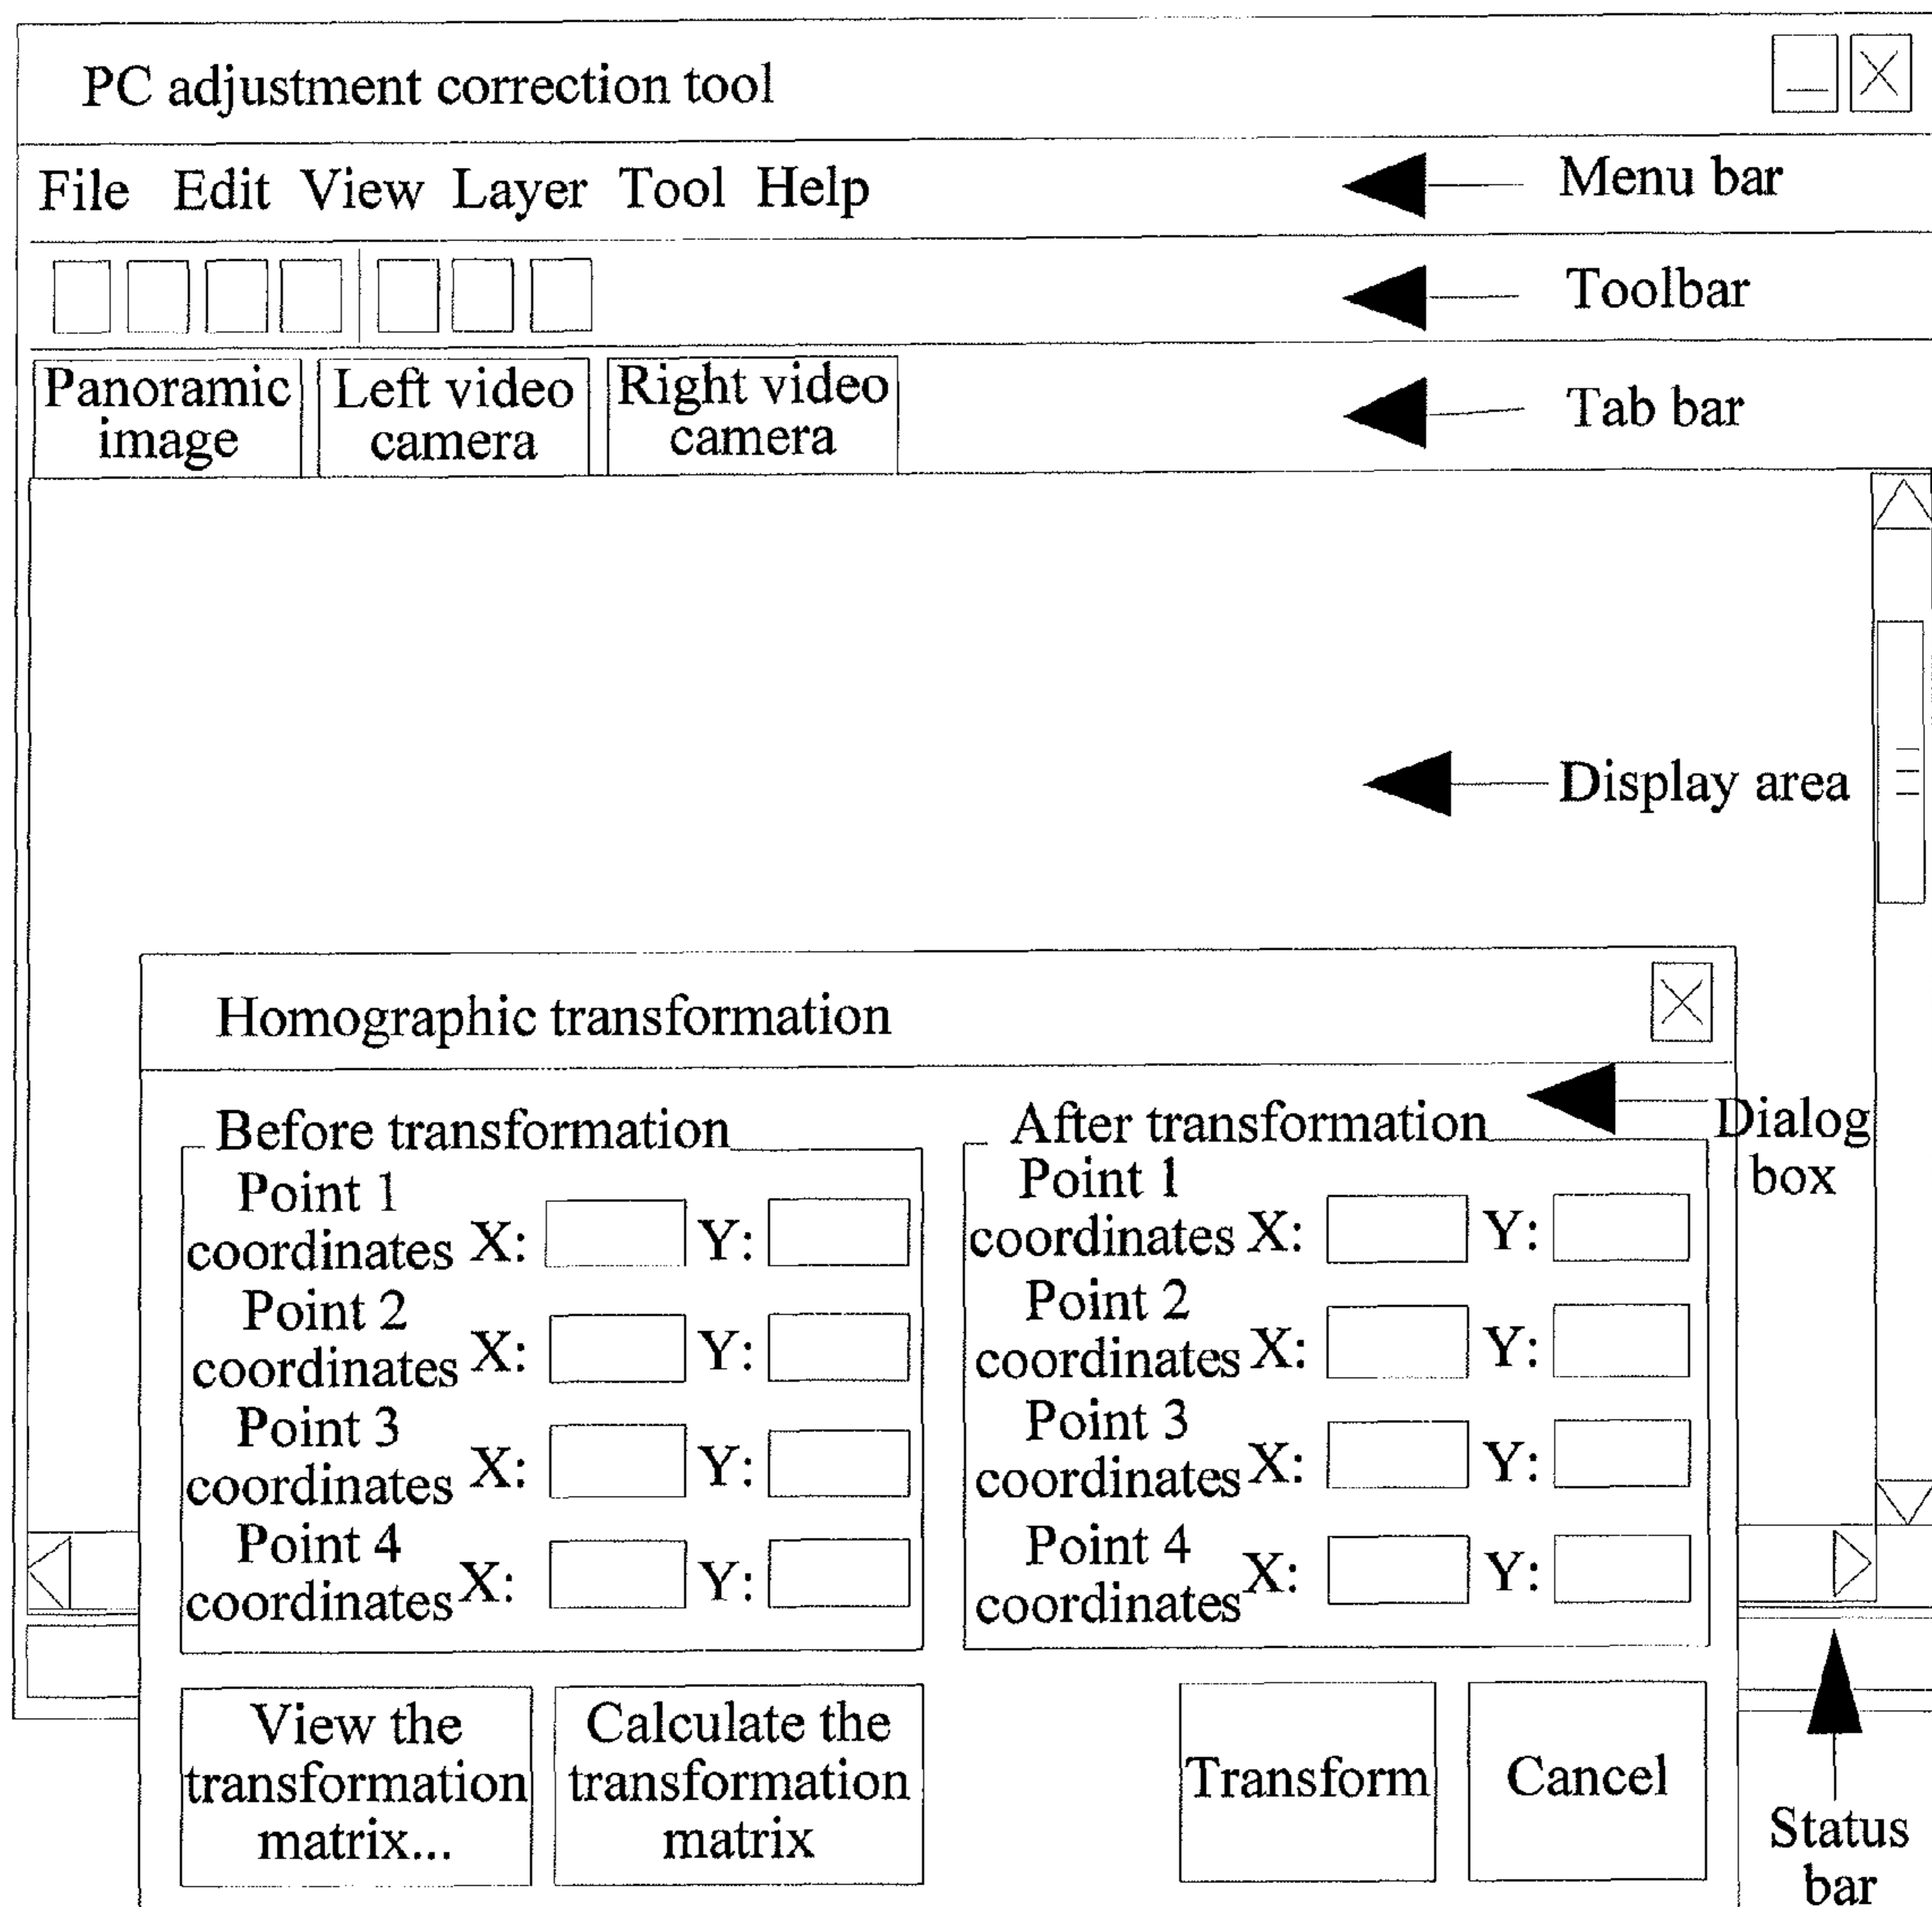 PC adjustment correction tool
File Edit View Layer Tool Help
Menu bar
Toolbar
Panoramic
image
Left video
camera
Right video
camera
Tab bar
Display area
Homographic transformation
Dialog
box
Before transformation
Point 1
coordinates X: Y:
Point 2
coordinates X: Y:
Point 3
coordinates X: Y:
Point 4
coordinates X: Y:
After transformation
Point 1
coordinates X: Y:
Point 2
coordinates X: Y:
Point 3
coordinates X: Y:
Point 4
coordinates X: Y:
View the
transformation
matrix...
Calculate the
transformation
matrix
Transform
Cancel
Status
bar